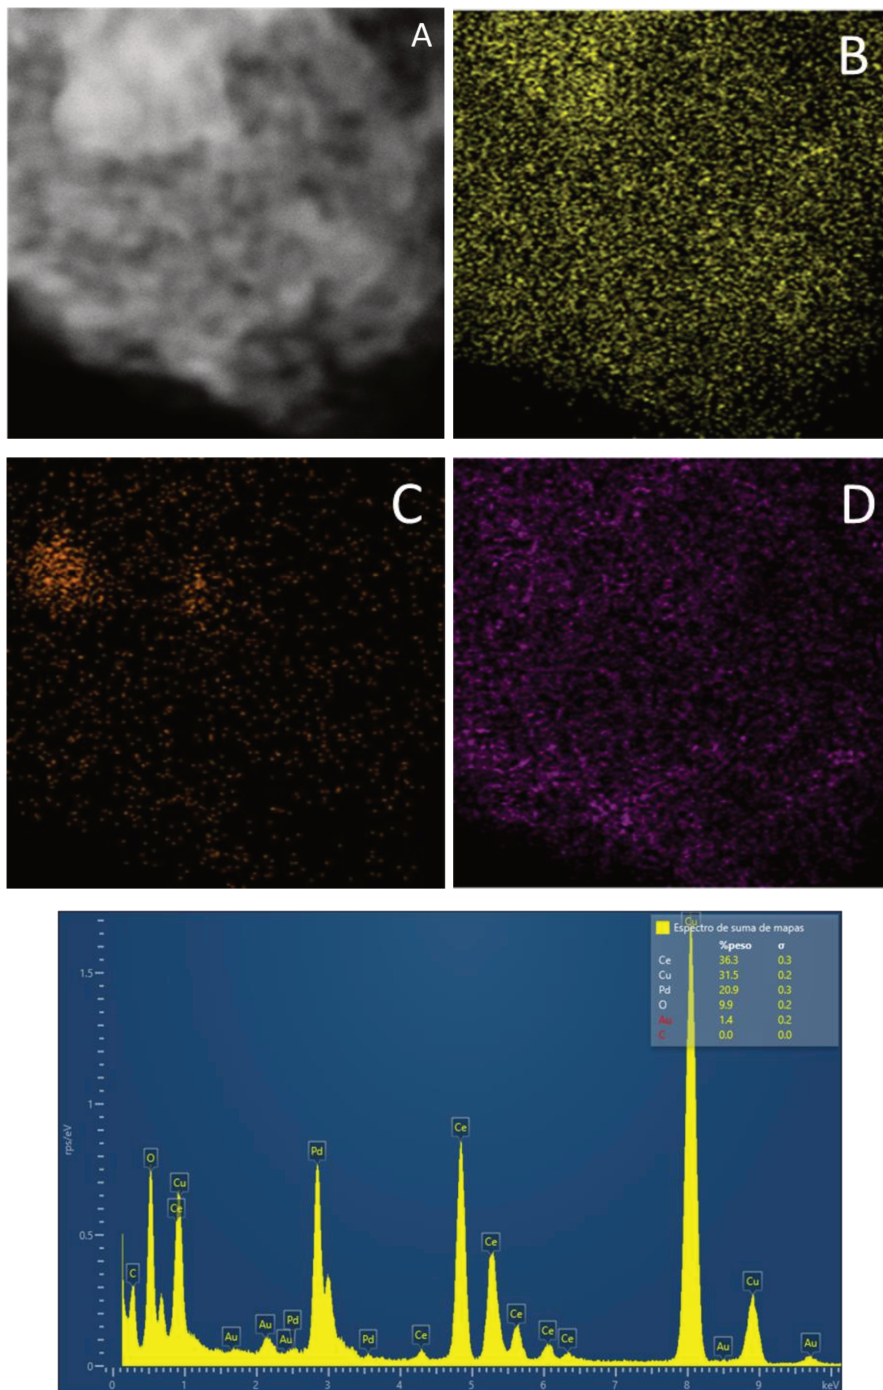 A
B
C
D
Espectro de suma de mapas
%peso σ
Ce 36.3 0.3
Cu 31.5 0.2
Pd 20.9 0.3
O 9.9 0.2
Au 1.4 0.2
C 0.0 0.0
Cu
1.5
rps/eV
1
0.5
0
C
O
Cu
Ce
Au
Au
Au
Pd
Pd
Pd
Ce
Ce
Ce
Ce
Ce
Ce
Au
Cu
Au
0 1 2 3 4 5 6 7 8 9 keV